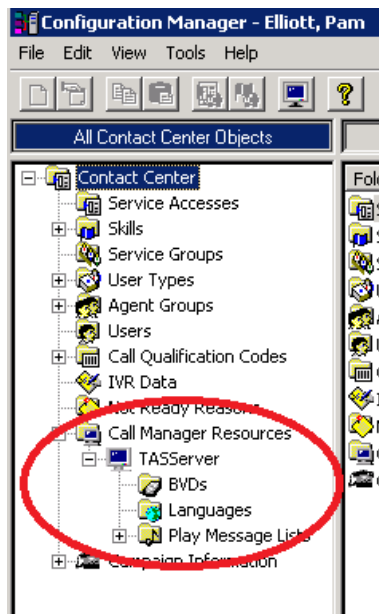 Configuration Manager - Elliott, Pam
File Edit View Tools Help
All Contact Center Objects
Contact Center
Service Accesses
Skills
Service Groups
User Types
Agent Groups
Users
Call Qualification Codes
IVR Data
Not Ready Reasons
Call Manager Resources
TASServer
BVDs
Languages
Play Message Lists
Campaign Information